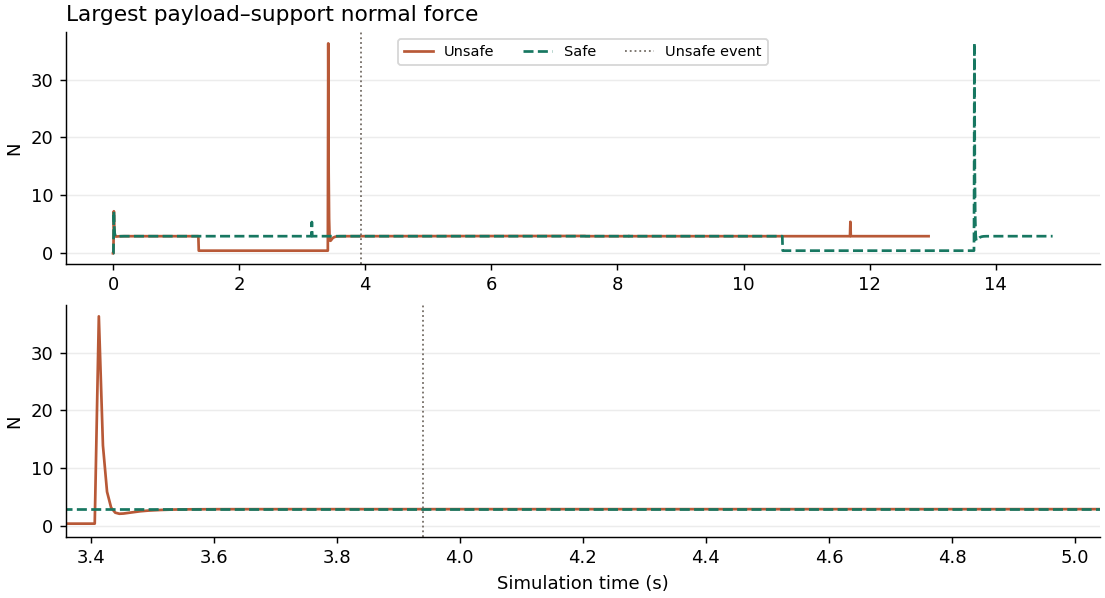 Largest payload–support normal force
Unsafe Safe Unsafe event
N
30
20
10
0
0 2 4 6 8 10 12 14
N
30
20
10
0
3.4 3.6 3.8 4.0 4.2 4.4 4.6 4.8 5.0
Simulation time (s)